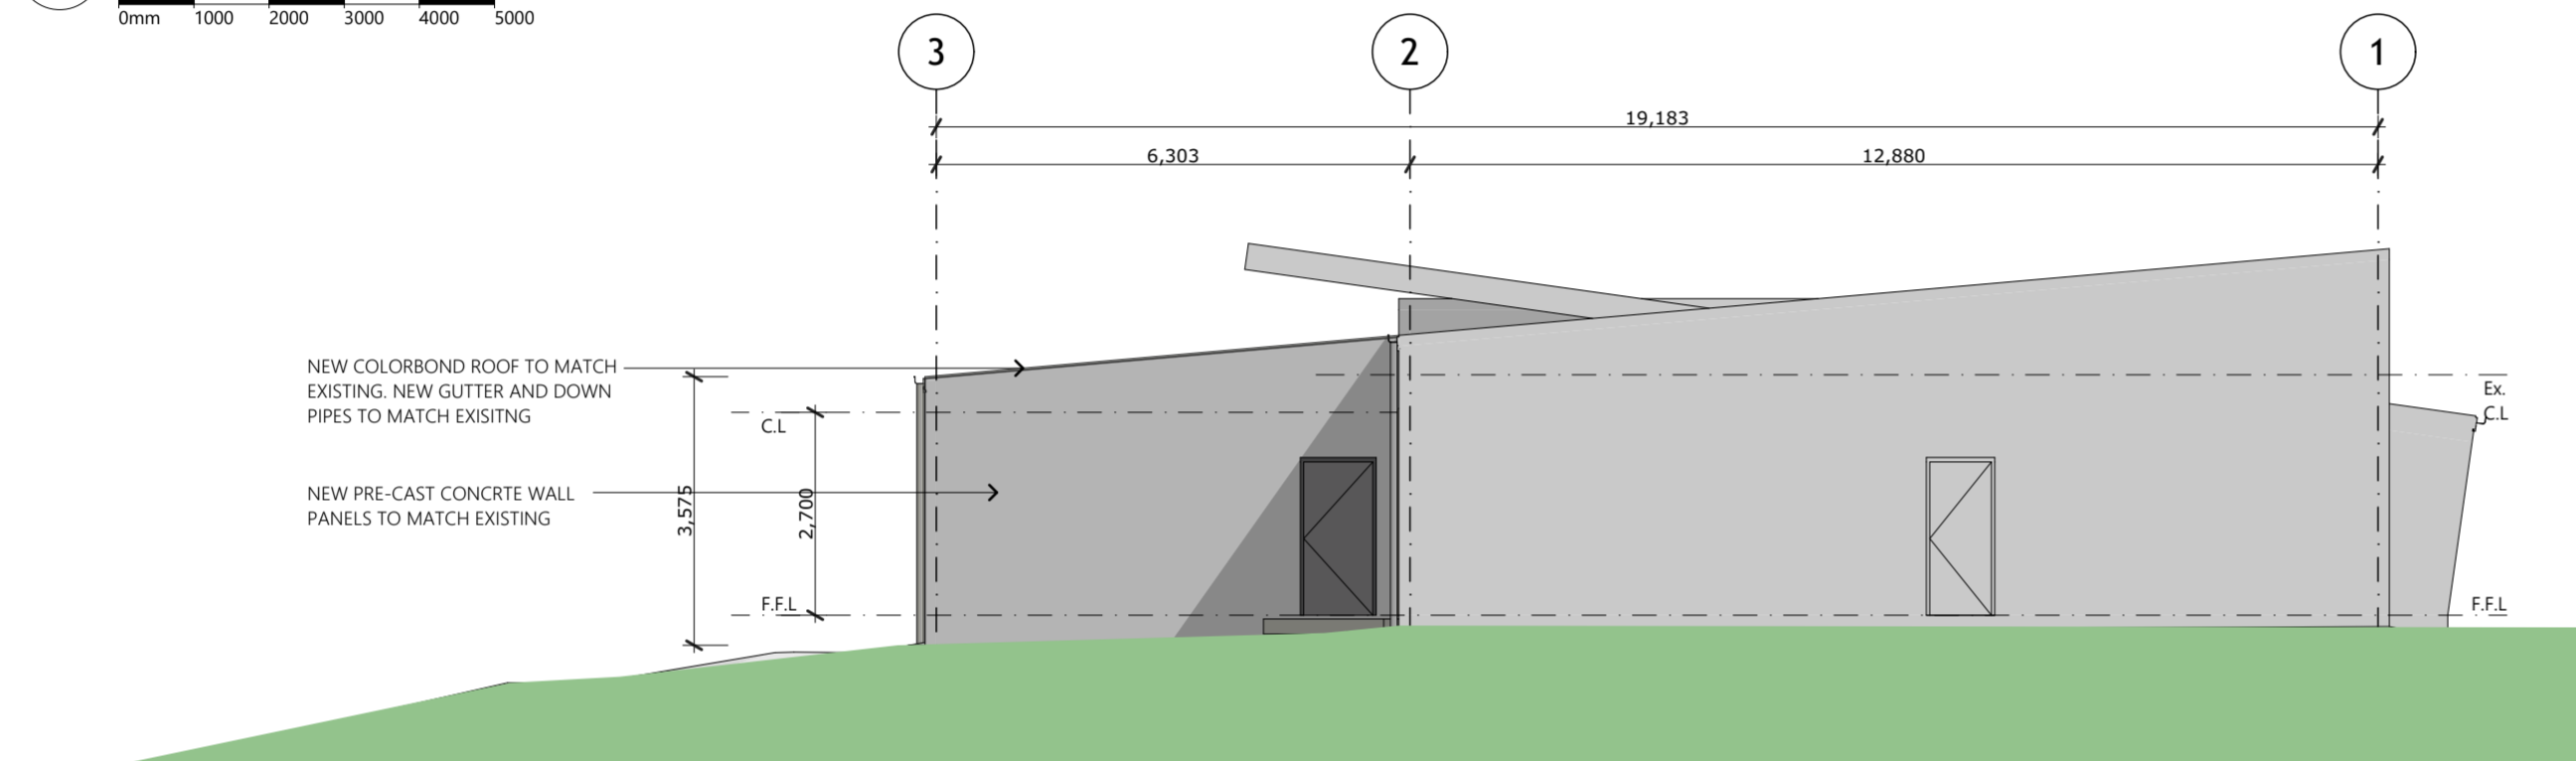 0mm 1000 2000 3000 4000 5000
3 2 1
19,183
6,303 12,880
NEW COLORBOND ROOF TO MATCH
EXISTING. NEW GUTTER AND DOWN
PIPES TO MATCH EXISITNG
Ex.
C.L
C.L
NEW PRE-CAST CONCRTE WALL
PANELS TO MATCH EXISTING
3,575
2,700
F.F.L
F.F.L